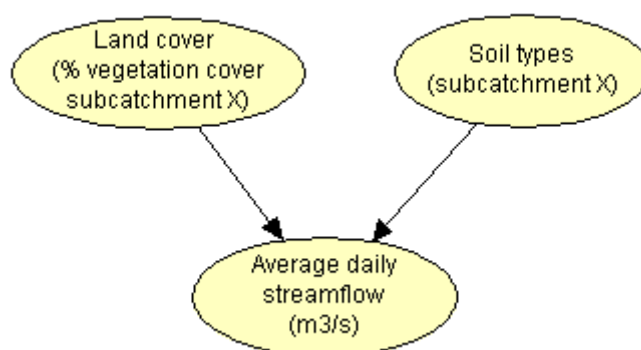 Land cover
(% vegetation cover
subcatchment X)
Soil types
(subcatchment X)
Average daily
streamflow
(m3/s)